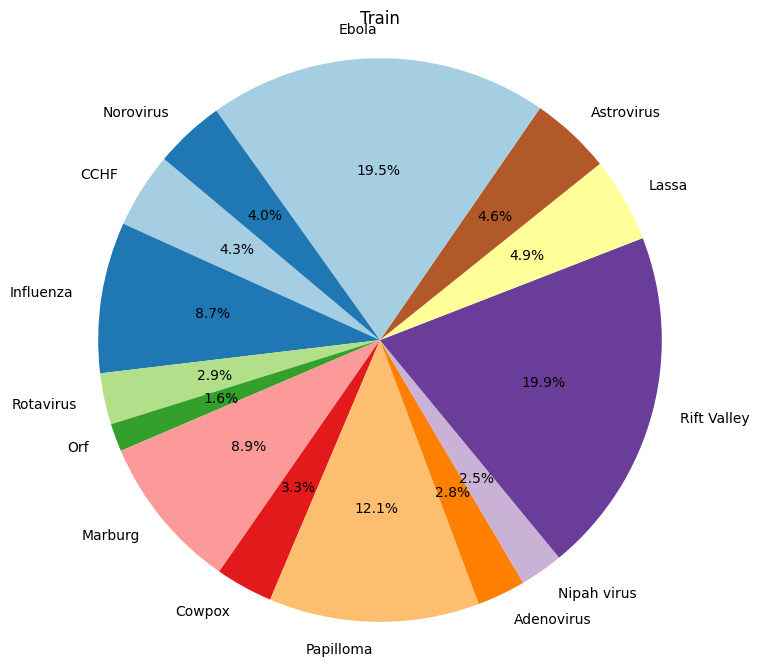 Train
Ebola
Astrovirus
Norovirus
CCHF
Lassa
19.5%
4.6%
4.0%
4.3%
4.9%
Influenza
8.7%
19.9%
2.9%
Rotavirus
1.6%
Rift Valley
Orf
8.9%
2.5%
3.3%
2.8%
12.1%
Marburg
Nipah virus
Cowpox
Adenovirus
Papilloma